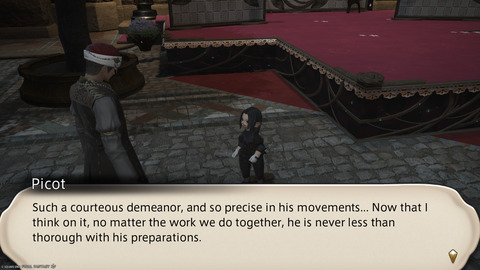 Picot
Such a courteous demeanor, and so precise in his movements... Now that I
think on it, no matter the work we do together, he is never less than
thorough with his preparations.